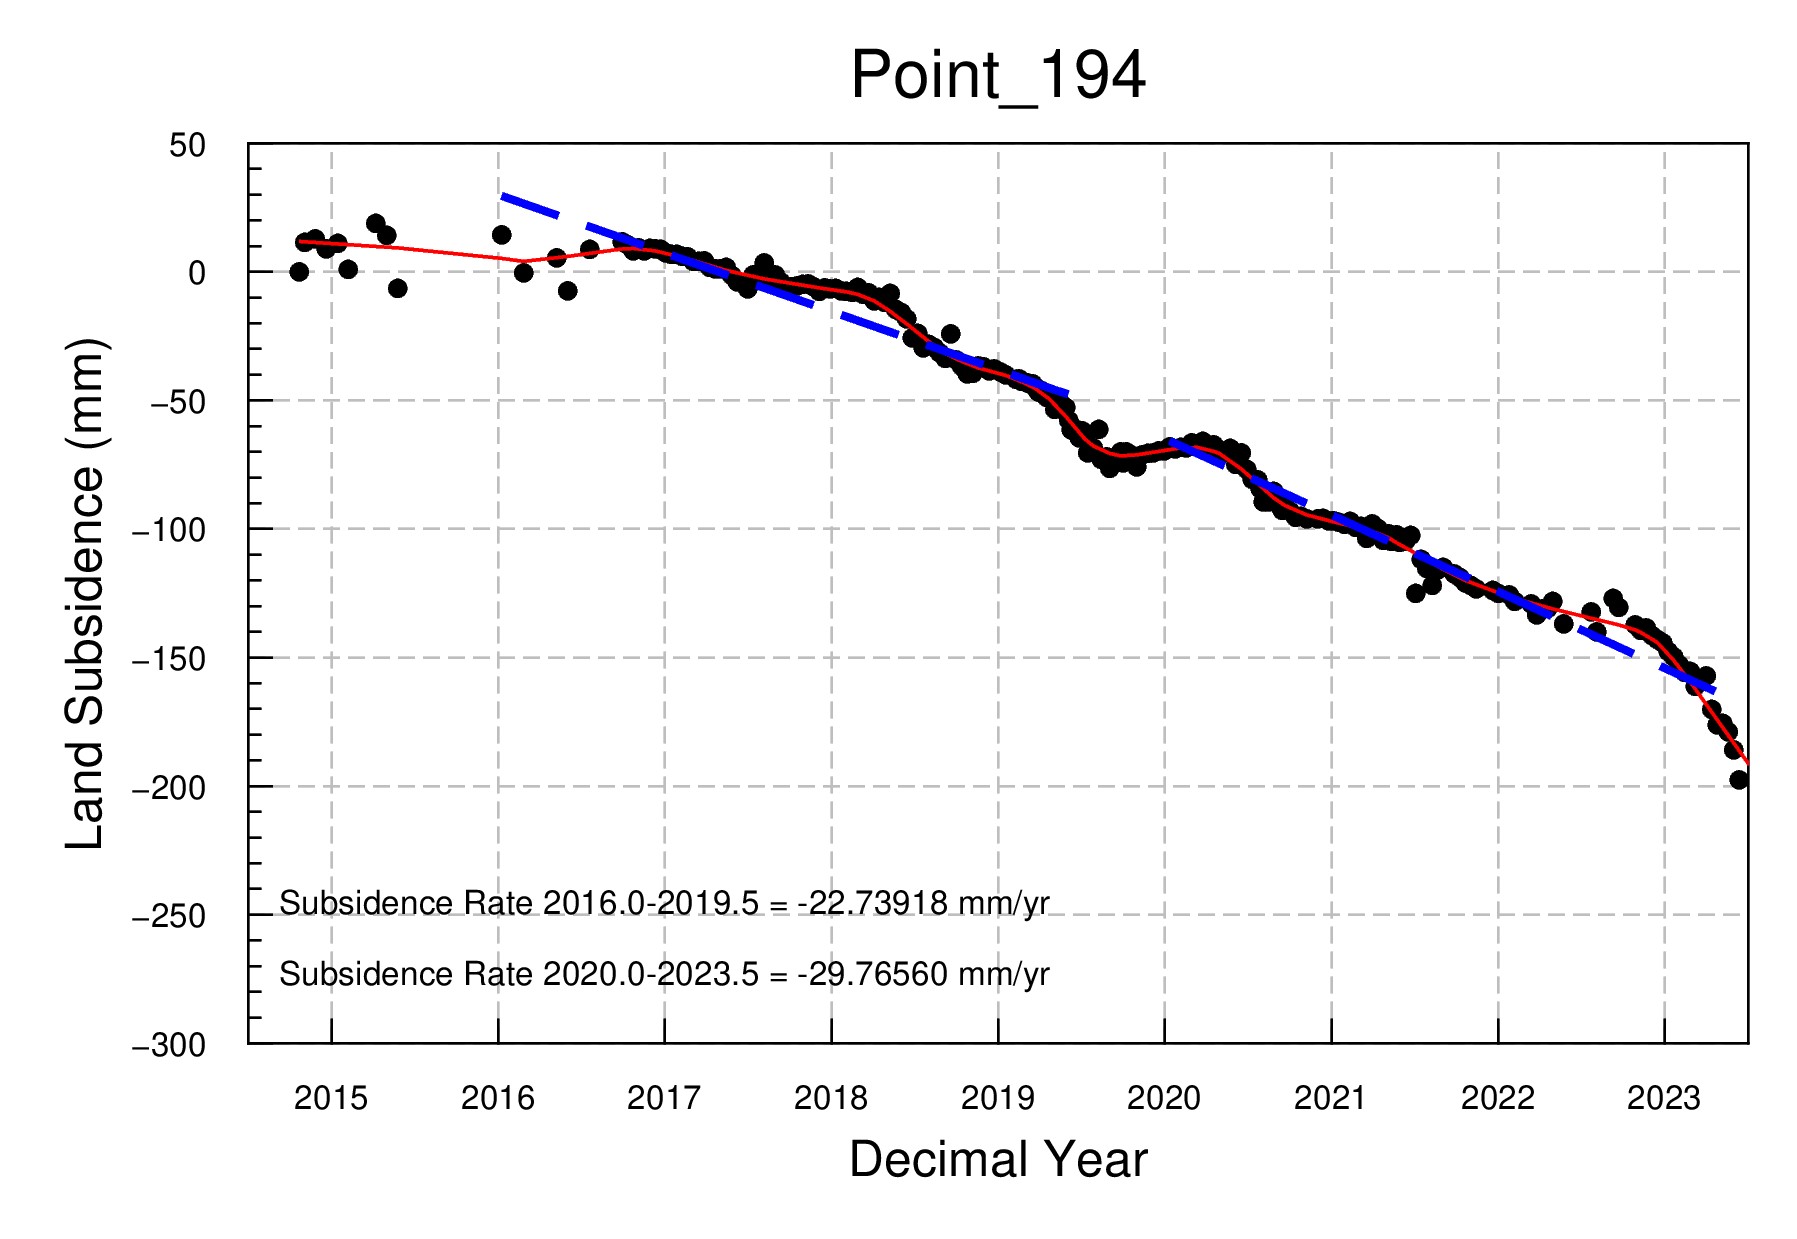 Point_194
50
0
−50
−100
−150
−200
−250
−300
Land Subsidence (mm)
Subsidence Rate 2016.0-2019.5 = -22.73918 mm/yr
Subsidence Rate 2020.0-2023.5 = -29.76560 mm/yr
2015 2016 2017 2018 2019 2020 2021 2022 2023
Decimal Year